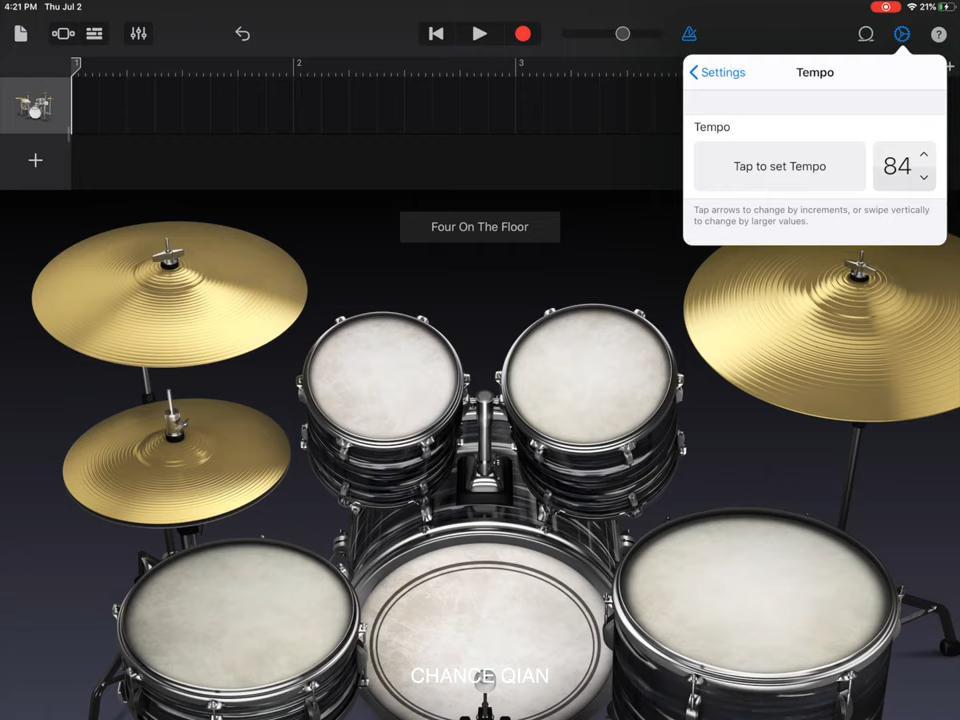 4:21 PM Thu Jul 2
21%
1
2
3
Settings
Tempo
Tempo
Tap to set Tempo
84
Tap arrows to change by increments, or swipe vertically
to change by larger values.
Four On The Floor
CHANCE QIAN